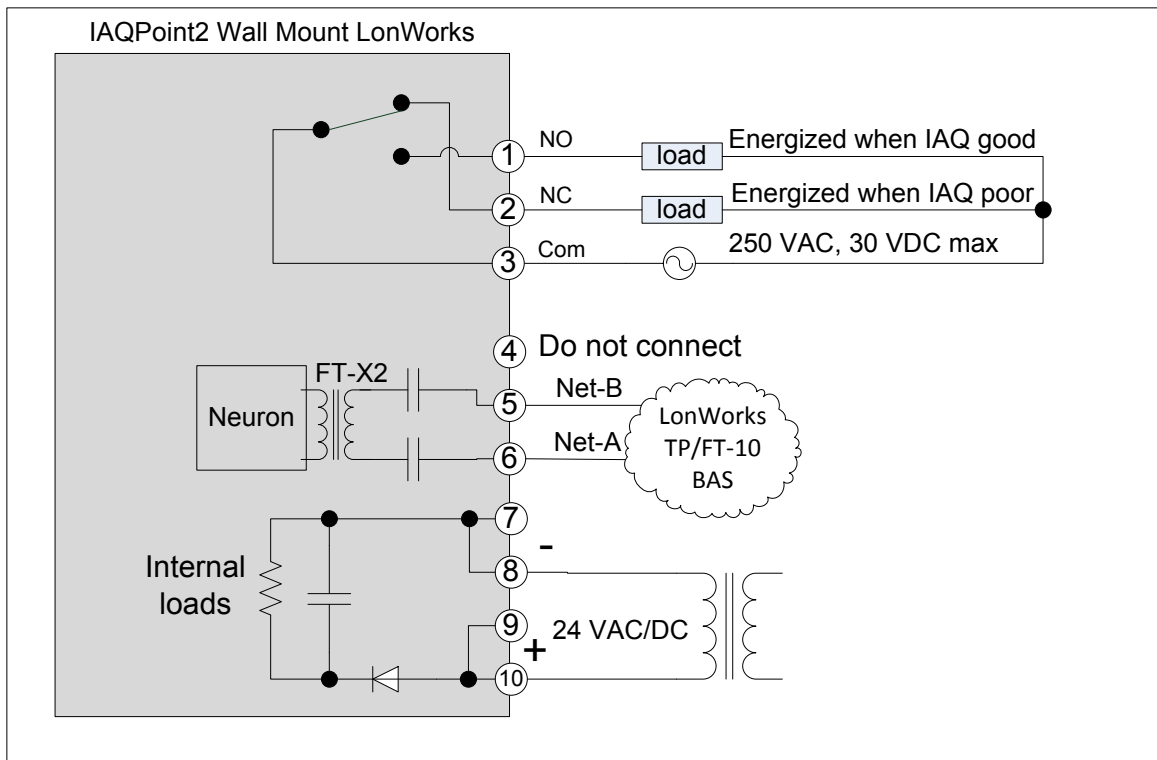 IAQPoint2 Wall Mount LonWorks
1 NO load Energized when IAQ good
2 NC load Energized when IAQ poor
3 Com 250 VAC, 30 VDC max
4 Do not connect
FT-X2
Neuron
5 Net-B
6 Net-A
LonWorks
TP/FT-10
BAS
7
-
8
Internal
loads
9
+ 24 VAC/DC
10